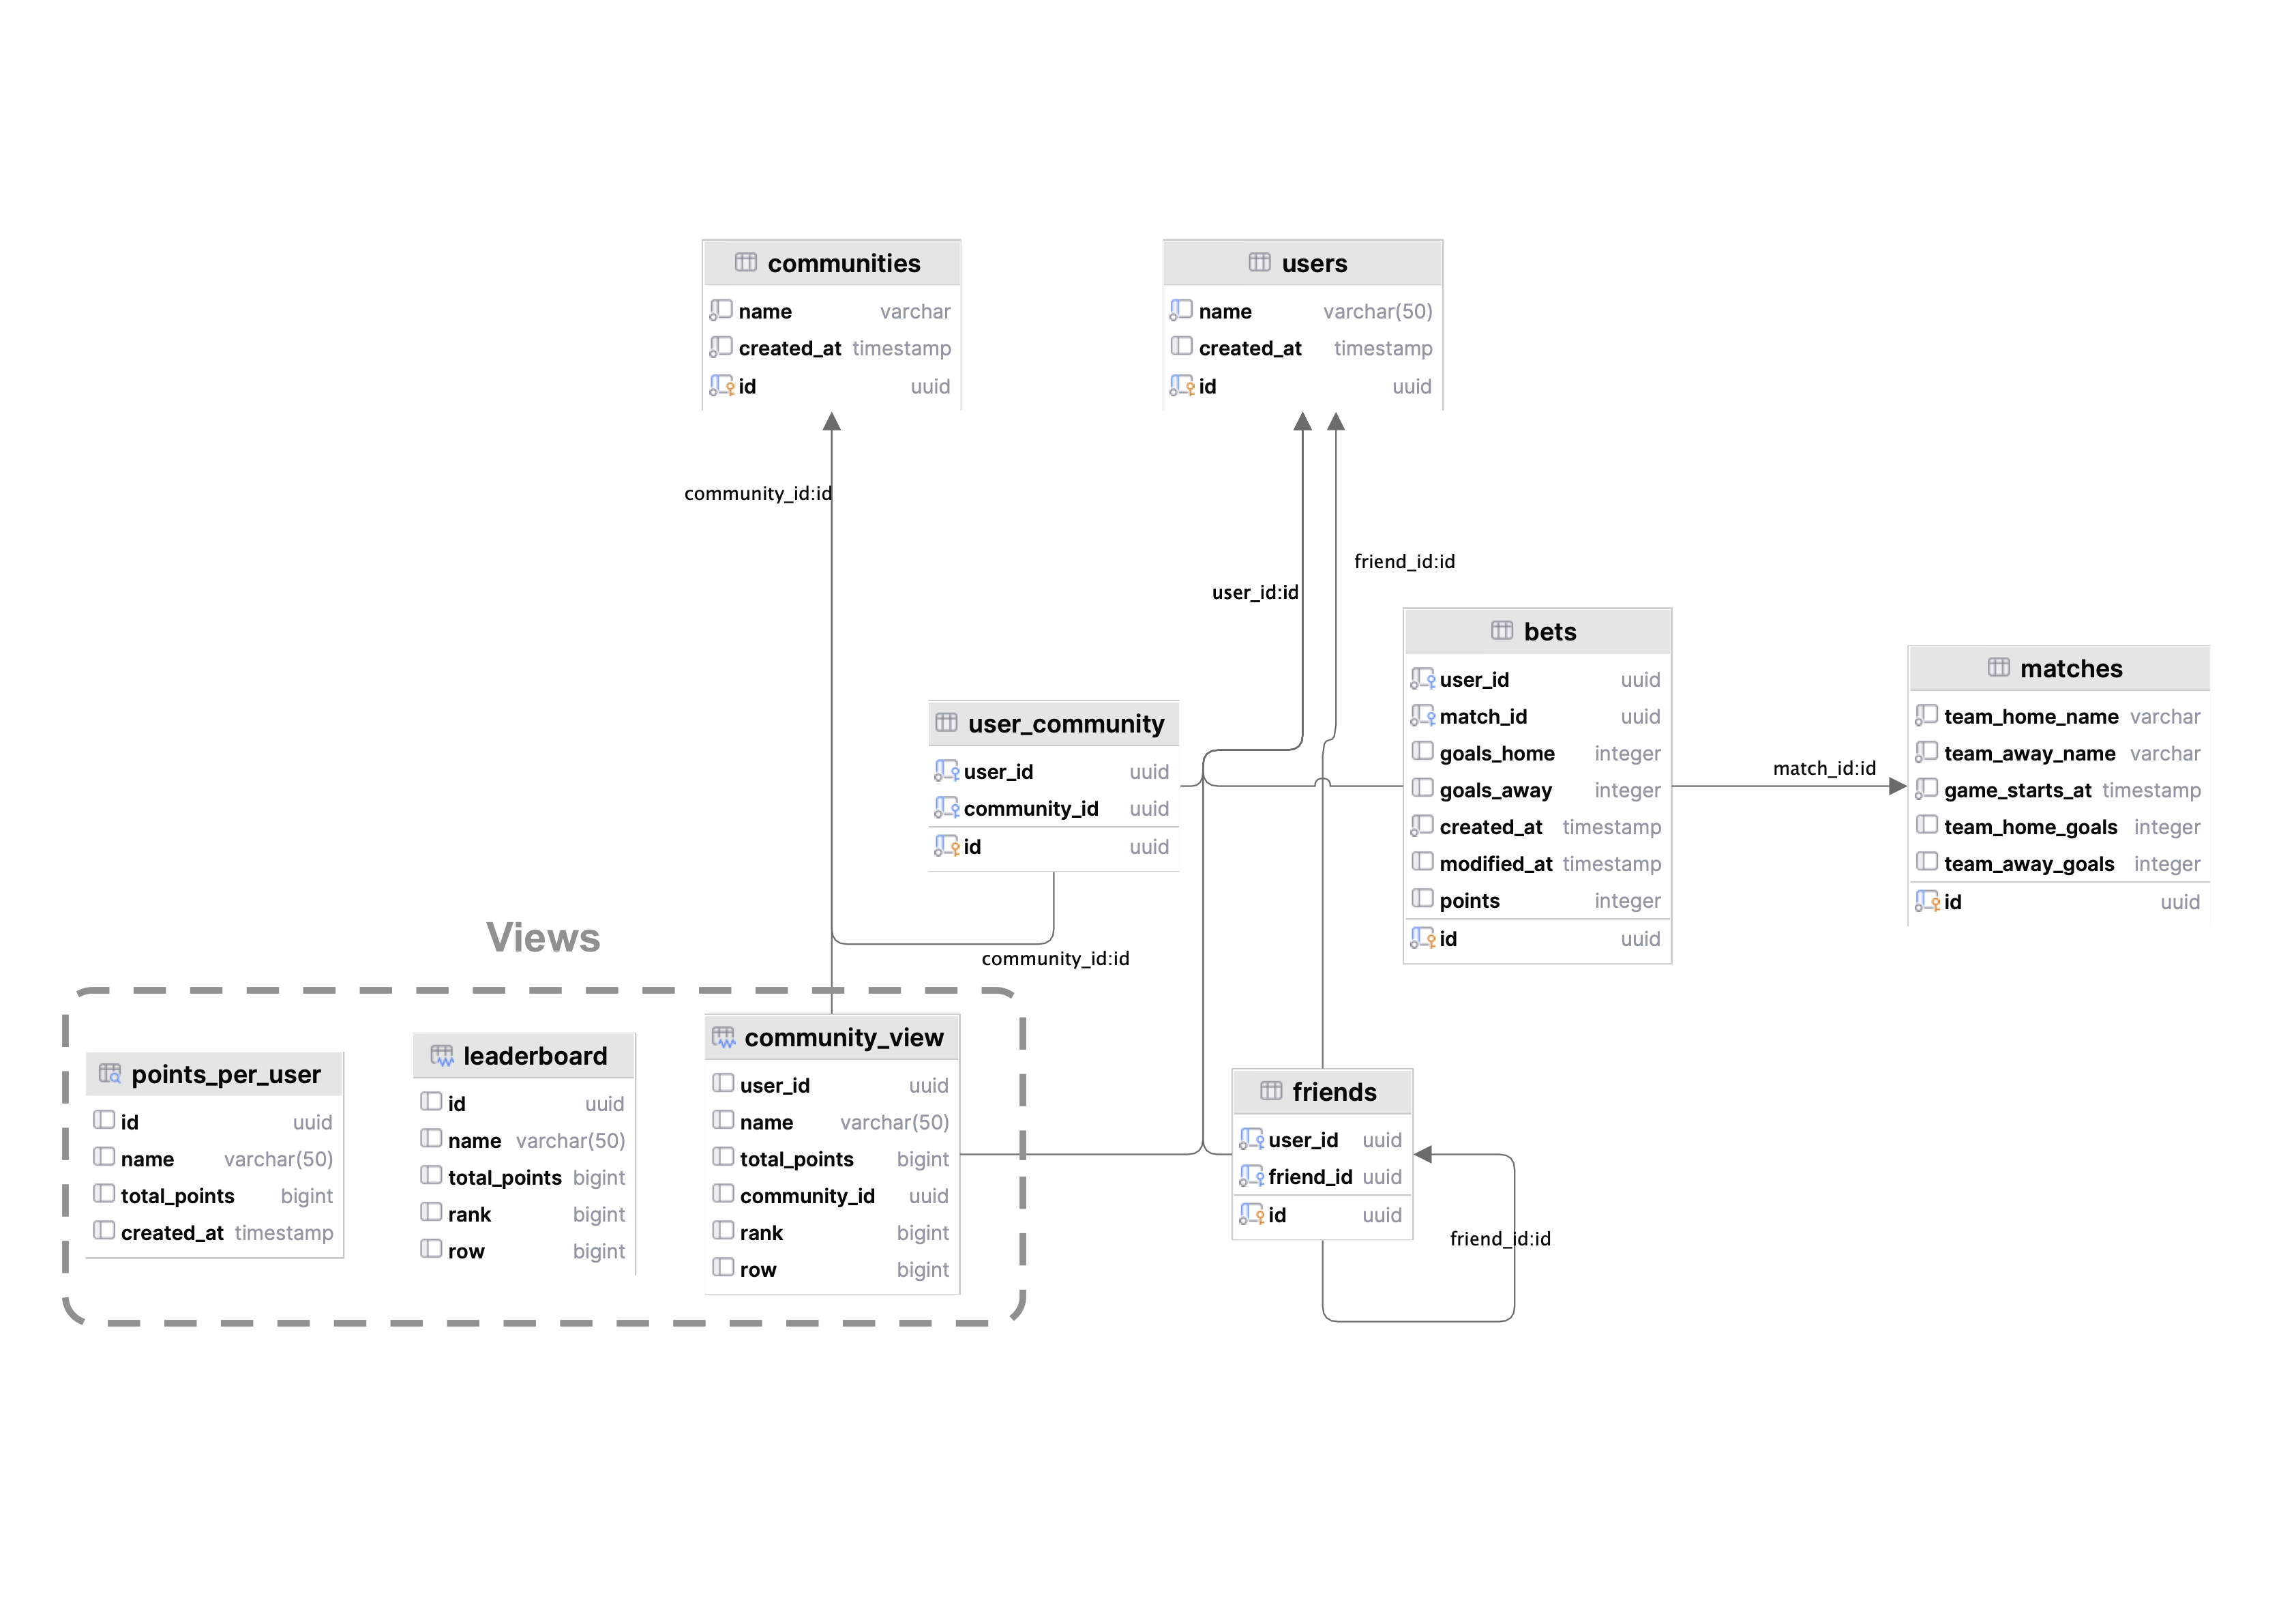 communities
name varchar
created_at timestamp
id uuid
users
name varchar(50)
created_at timestamp
id uuid
community_id:id
user_id:id
friend_id:id
bets
user_id uuid
match_id uuid
goals_home integer
goals_away integer
created_at timestamp
modified_at timestamp
points integer
id uuid
matches
team_home_name varchar
team_away_name varchar
game_starts_at timestamp
team_home_goals integer
team_away_goals integer
id uuid
match_id:id
user_community
user_id uuid
community_id uuid
id uuid
community_id:id
Views
points_per_user
id uuid
name varchar(50)
total_points bigint
created_at timestamp
leaderboard
id uuid
name varchar(50)
total_points bigint
rank bigint
row bigint
community_view
user_id uuid
name varchar(50)
total_points bigint
community_id uuid
rank bigint
row bigint
friends
user_id uuid
friend_id uuid
id uuid
friend_id:id